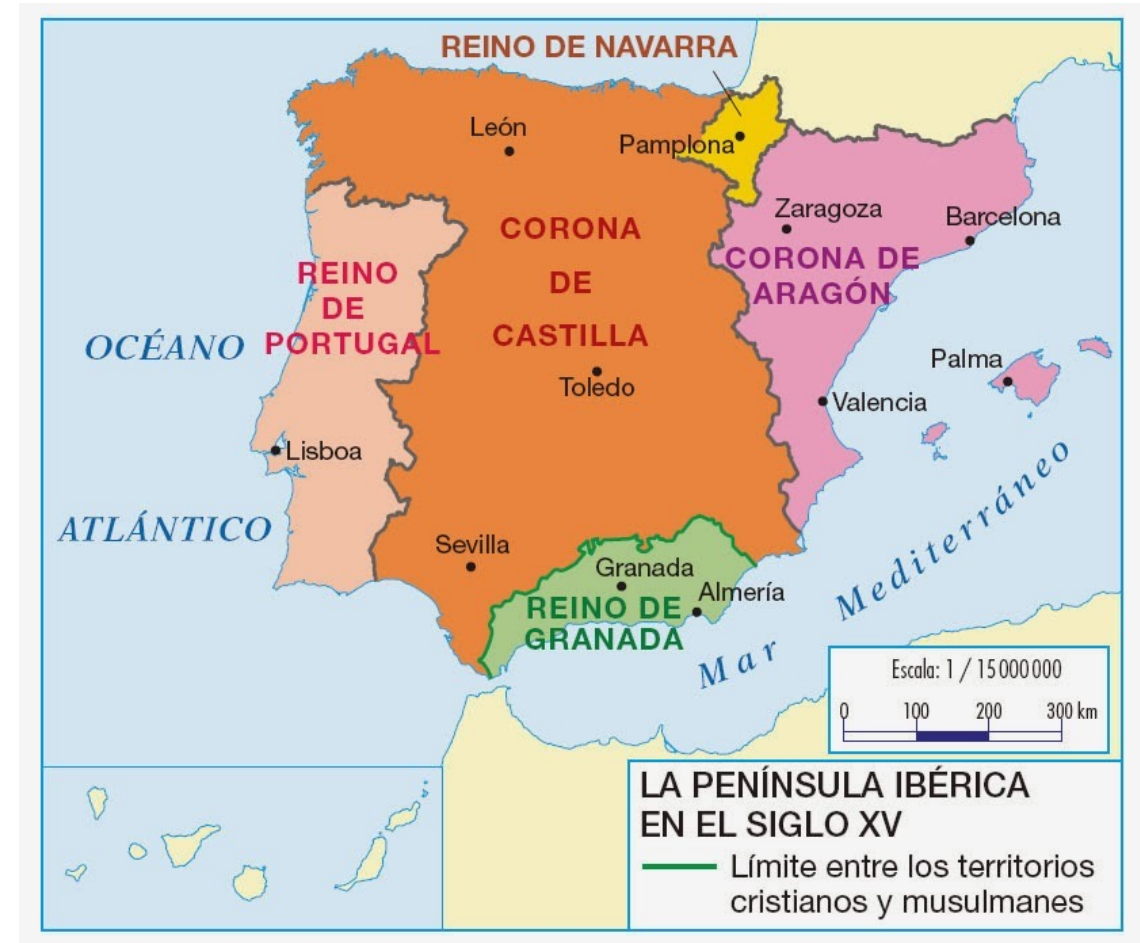 REINO DE NAVARRA
León
Pamplona
Zaragoza
Barcelona
CORONA
DE
CASTILLA
CORONA DE
ARAGÓN
REINO
DE
PORTUGAL
OCÉANO
ATLÁNTICO
Toledo
Palma
Valencia
Lisboa
Sevilla
Granada
Almería
REINO DE
GRANADA
Mar Mediterráneo
Escala: 1 / 15 000 000
0 100 200 300 km
LA PENÍNSULA IBÉRICA
EN EL SIGLO XV
Límite entre los territorios
cristianos y musulmanes